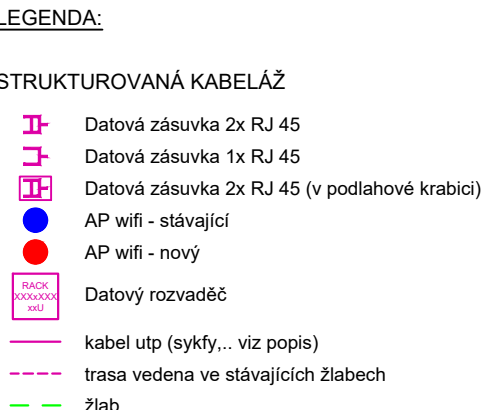 LEGENDA:
STRUKTUROVANÁ KABELÁŽ
Datová zásuvka 2x RJ 45
Datová zásuvka 1x RJ 45
Datová zásuvka 2x RJ 45 (v podlahové krabici)
AP wifi - stávající
AP wifi - nový
RACK
XXXxXXX
xxU
Datový rozvaděč
kabel utp (sykfy,.. viz popis)
trasa vedena ve stávajících žlabech
žlab